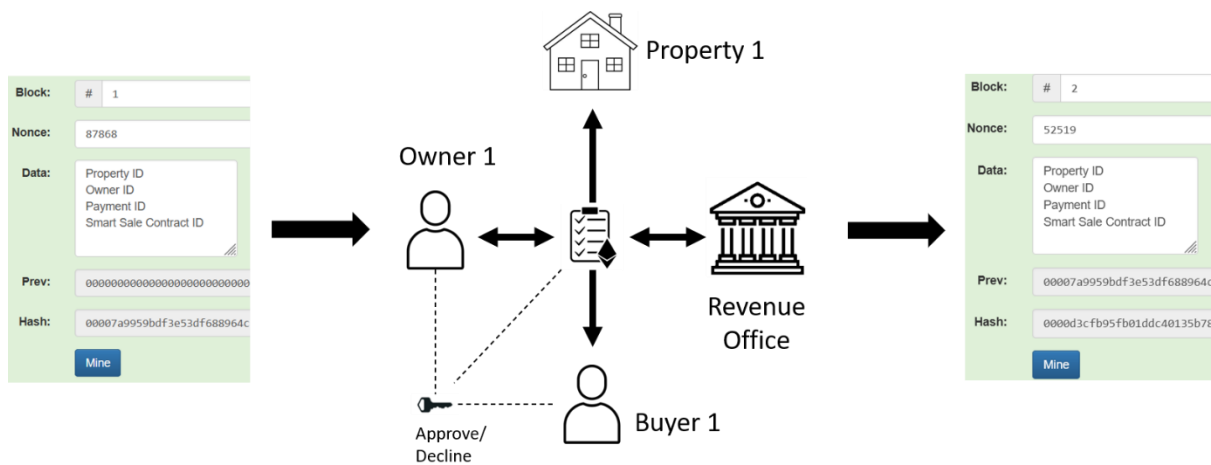 Block:
# 1
Nonce:
87868
Data:
Property ID
Owner ID
Payment ID
Smart Sale Contract ID
Prev:
0000000000000000000000000
Hash:
00007a9959bdf3e53df688964c
Mine
Property 1
Owner 1
Revenue
Office
Buyer 1
Approve/
Decline
Block:
# 2
Nonce:
52519
Data:
Property ID
Owner ID
Payment ID
Smart Sale Contract ID
Prev:
00007a9959bdf3e53df688964c
Hash:
0000d3cfb95fb01ddc40135b78
Mine